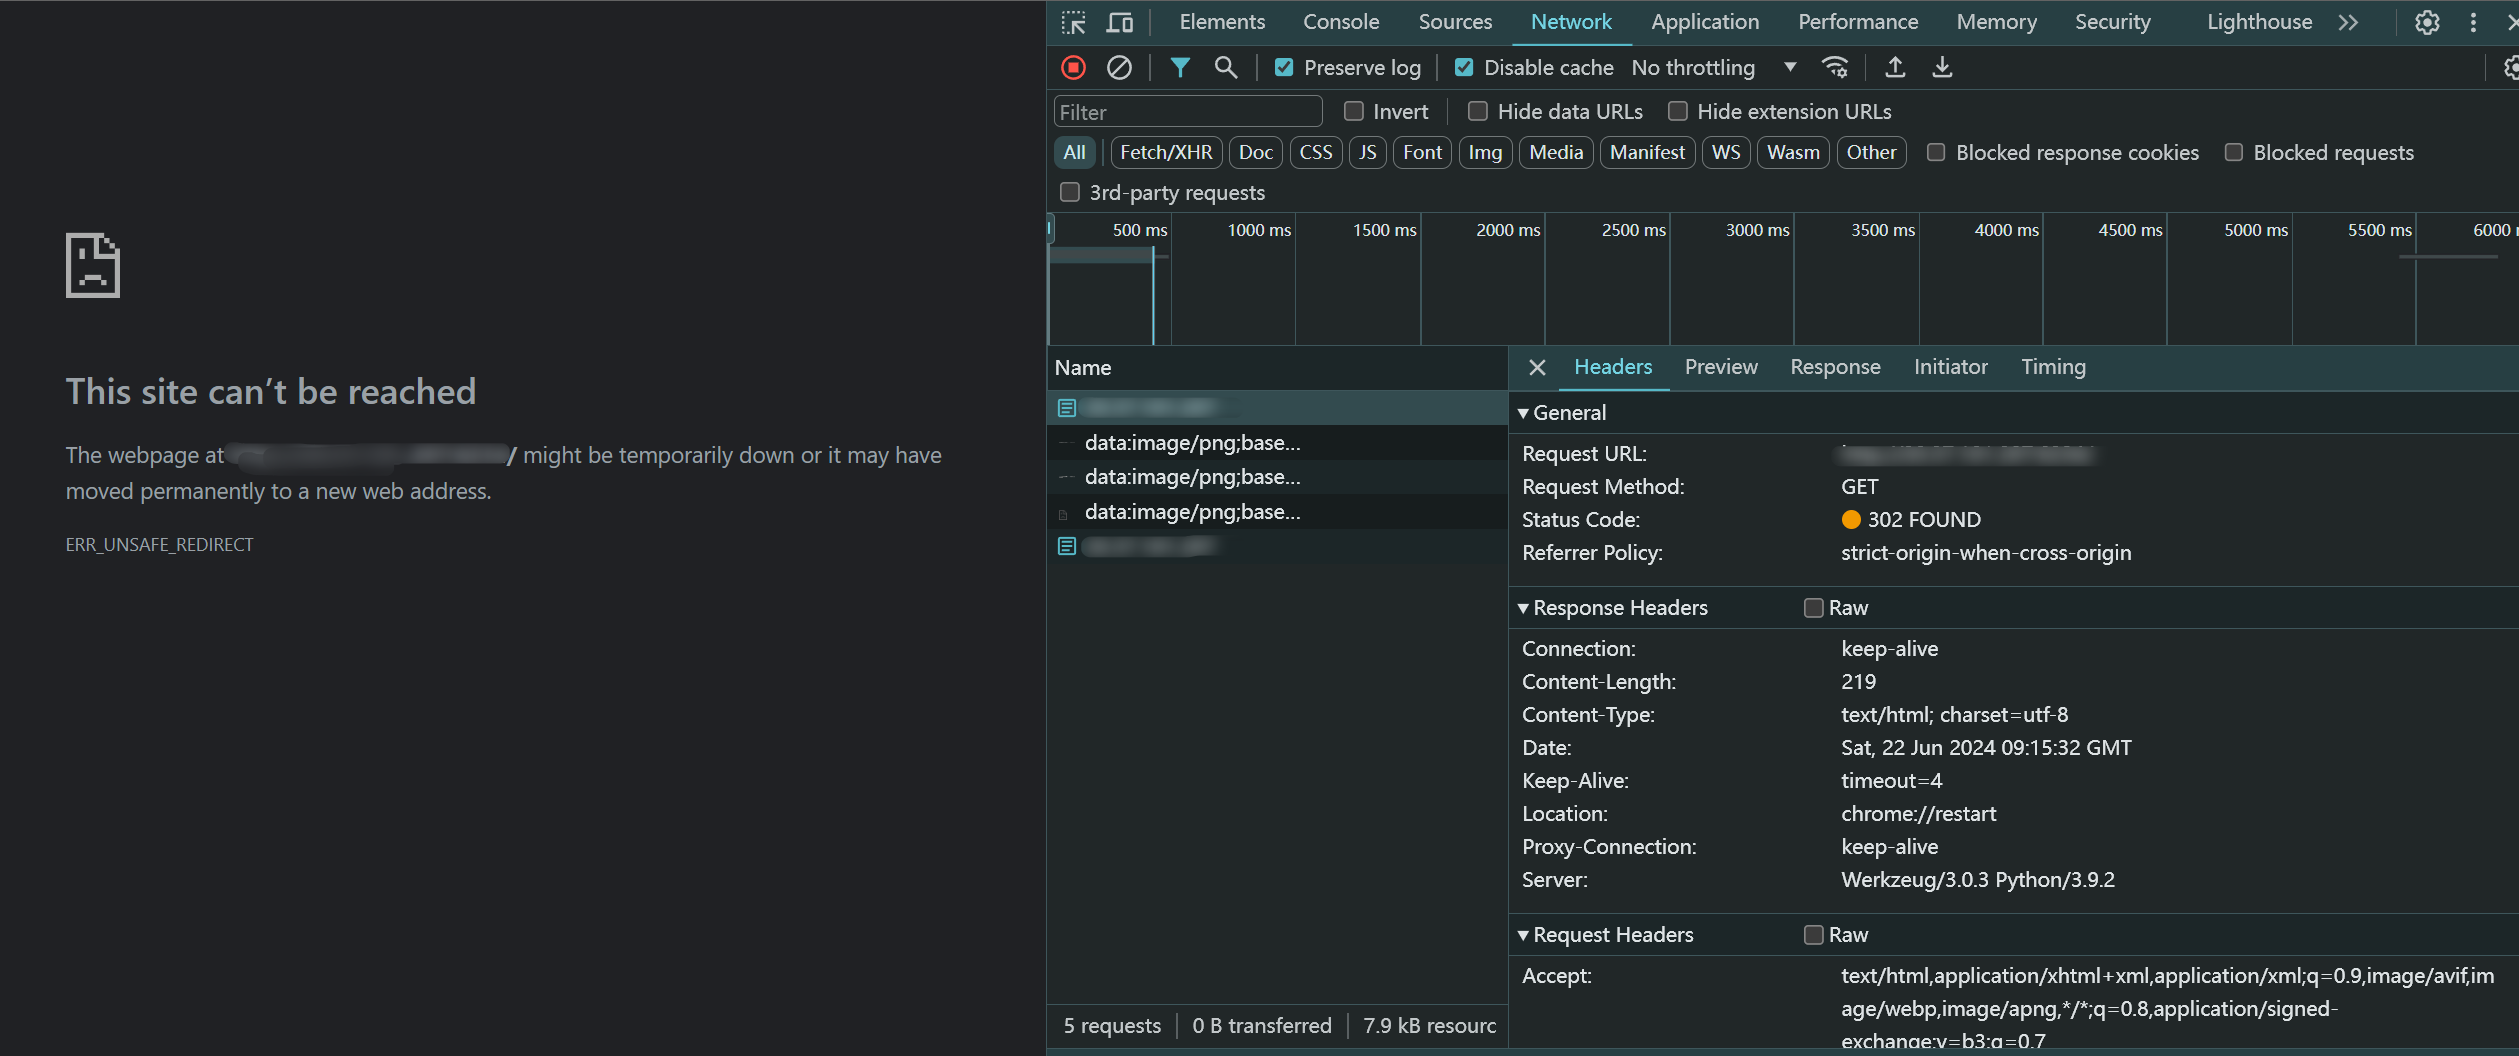 This site can't be reached
The webpage at / might be temporarily down or it may have
moved permanently to a new web address.
ERR_UNSAFE_REDIRECT
Elements Console Sources Network Application Performance Memory Security Lighthouse
Preserve log Disable cache No throttling
Filter Invert Hide data URLs Hide extension URLs
All Fetch/XHR Doc CSS JS Font Img Media Manifest WS Wasm Other Blocked response cookies Blocked requests
3rd-party requests
500 ms 1000 ms 1500 ms 2000 ms 2500 ms 3000 ms 3500 ms 4000 ms 4500 ms 5000 ms 5500 ms 6000
Name
data:image/png;base...
data:image/png;base...
data:image/png;base...
5 requests 0 B transferred 7.9 kB resourc
Headers Preview Response Initiator Timing
General
Request URL:
Request Method: GET
Status Code: 302 FOUND
Referrer Policy: strict-origin-when-cross-origin
Response Headers Raw
Connection: keep-alive
Content-Length: 219
Content-Type: text/html; charset=utf-8
Date: Sat, 22 Jun 2024 09:15:32 GMT
Keep-Alive: timeout=4
Location: chrome://restart
Proxy-Connection: keep-alive
Server: Werkzeug/3.0.3 Python/3.9.2
Request Headers Raw
Accept: text/html,application/xhtml+xml,application/xml;q=0.9,image/avif,im
age/webp,image/apng,*/*;q=0.8,application/signed-
exchange;v=b3;q=0.7